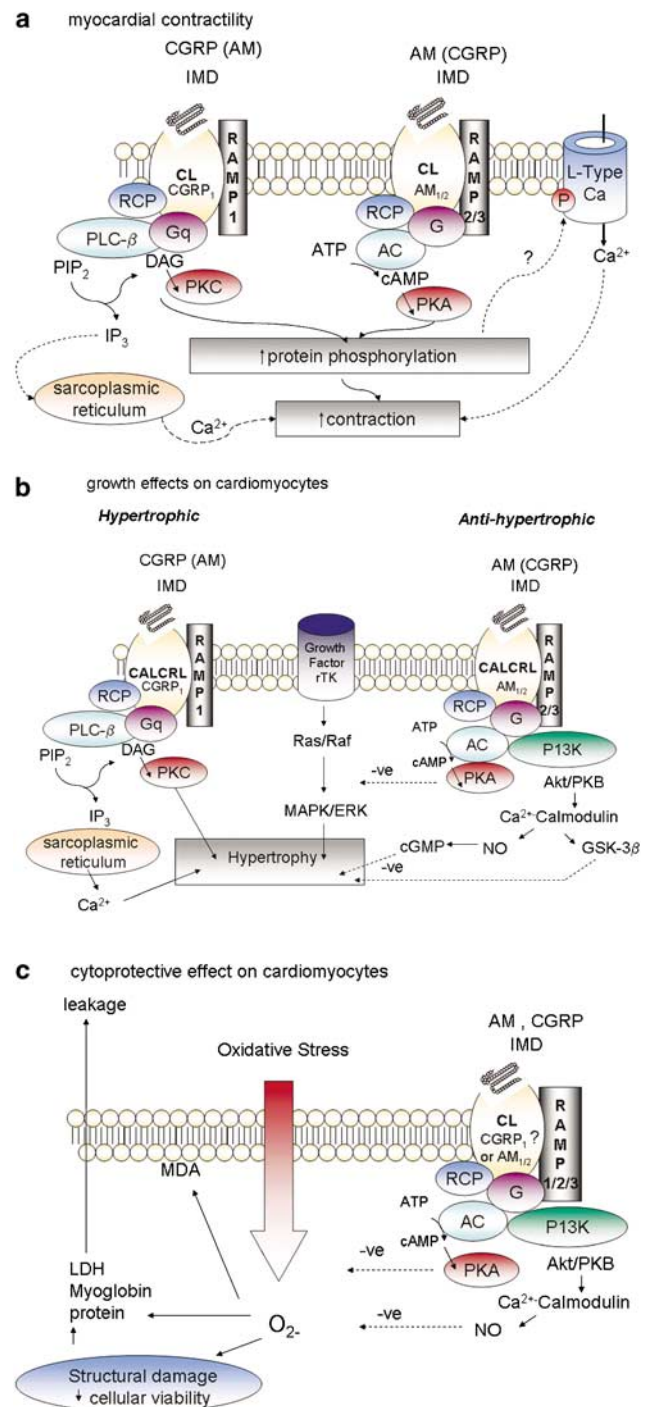 a myocardial contractility
CGRP (AM)
IMD
AM (CGRP)
IMD
CL
CGRP1
RAMP1
RCP
Gq
PLC-β
DAG
PIP2
PKC
IP3
CL
AM1/2
RAMP2/3
RCP
G
AC
ATP
cAMP
PKA
L-Type
Ca
P
Ca2+
?
↑protein phosphorylation
sarcoplasmic
reticulum
Ca2+
↑contraction
b growth effects on cardiomyocytes
Hypertrophic
Anti-hypertrophic
CGRP (AM)
IMD
AM (CGRP)
IMD
CALCRL
CGRP1
RAMP1
RCP
Gq
PLC-β
DAG
PIP2
PKC
IP3
sarcoplasmic
reticulum
Ca2+
Growth
Factor
rTK
Ras/Raf
MAPK/ERK
Hypertrophy
CALCRL
AM1/2
RAMP2/3
RCP
G
ATP
AC
P13K
cAMP
PKA
-ve
Akt/PKB
Ca2+-Calmodulin
cGMP
NO
GSK-3β
-ve
c cytoprotective effect on cardiomyocytes
leakage
Oxidative Stress
AM , CGRP
IMD
CL
CGRP1 ?
or AM1/2
RAMP1/2/3
MDA
RCP
G
ATP
AC
P13K
cAMP
PKA
-ve
Akt/PKB
Ca2+-Calmodulin
NO
-ve
LDH
Myoglobin
protein
O2-
Structural damage
↓ cellular viability